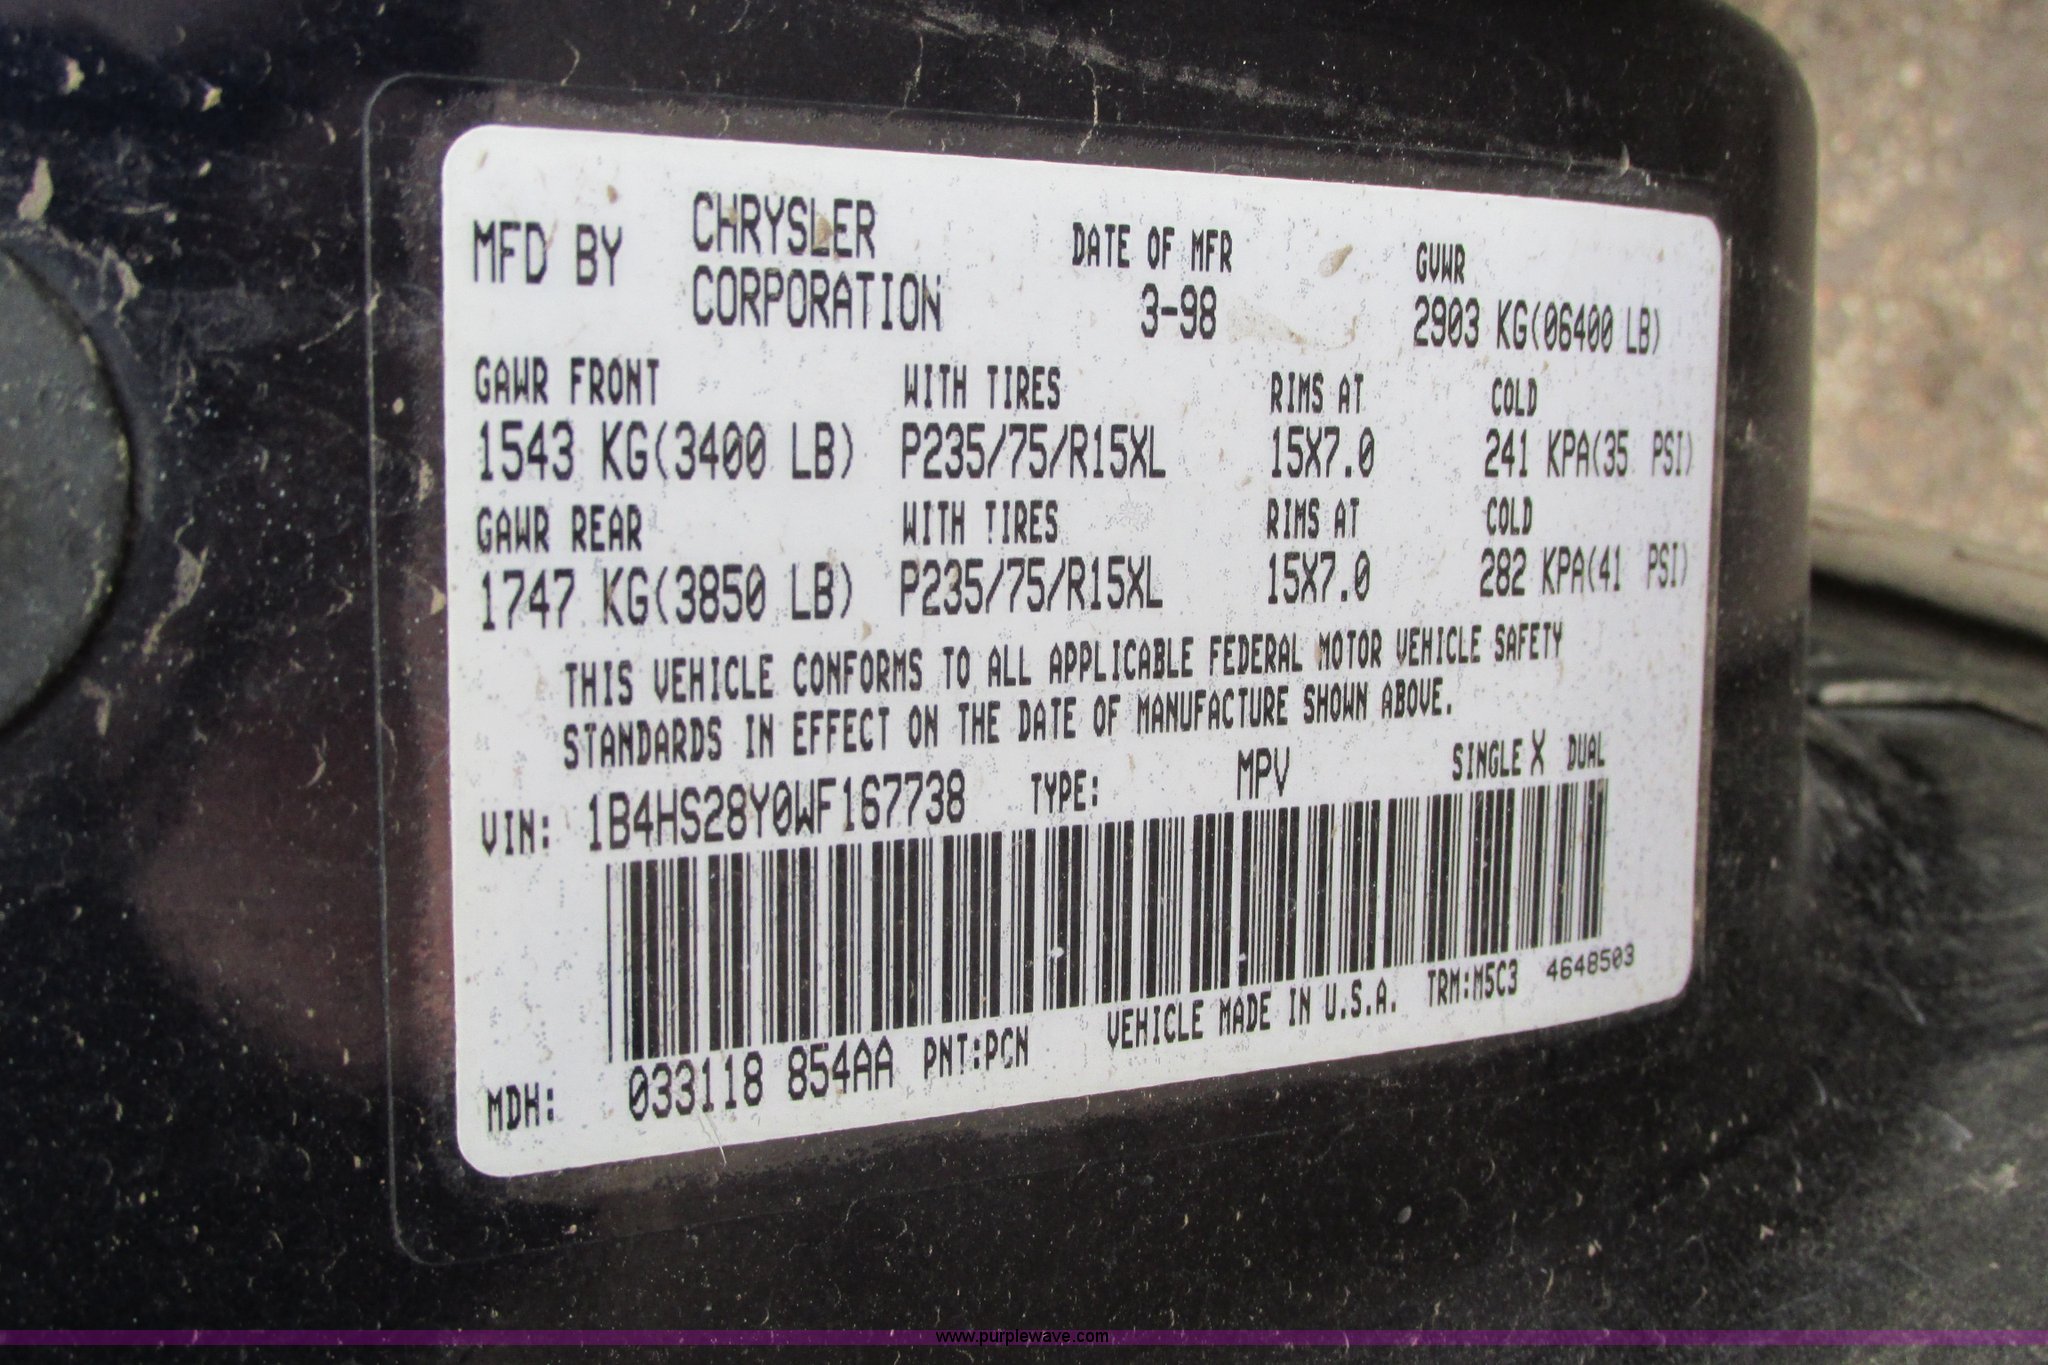 MFD BY CHRYSLER CORPORATION DATE OF MFR 3-98 GVWR 2903 KG(06400 LB)
GAWR FRONT WITH TIRES RIMS AT COLD
1543 KG(3400 LB) P235/75/R15XL 15X7.0 241 KPA(35 PSI)
GAWR REAR WITH TIRES RIMS AT COLD
1747 KG(3850 LB) P235/75/R15XL 15X7.0 282 KPA(41 PSI)
THIS VEHICLE CONFORMS TO ALL APPLICABLE FEDERAL MOTOR VEHICLE SAFETY
STANDARDS IN EFFECT ON THE DATE OF MANUFACTURE SHOWN ABOVE.
VIN: 1B4HS28Y0WF167738 TYPE: MPV SINGLE X DUAL
MDH: 033118 854AA PNT:PCN VEHICLE MADE IN U.S.A. TRM:M5C3 4648503
www.purplewave.com